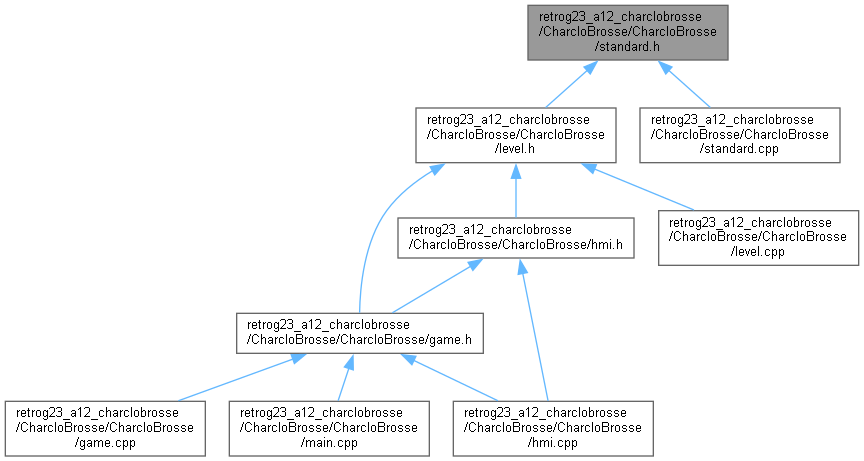 retrog23_a12_charclobrosse
/CharcloBrosse/CharcloBrosse
/standard.h
retrog23_a12_charclobrosse
/CharcloBrosse/CharcloBrosse
/level.h
retrog23_a12_charclobrosse
/CharcloBrosse/CharcloBrosse
/standard.cpp
retrog23_a12_charclobrosse
/CharcloBrosse/CharcloBrosse/hmi.h
retrog23_a12_charclobrosse
/CharcloBrosse/CharcloBrosse
/level.cpp
retrog23_a12_charclobrosse
/CharcloBrosse/CharcloBrosse/game.h
retrog23_a12_charclobrosse
/CharcloBrosse/CharcloBrosse
/game.cpp
retrog23_a12_charclobrosse
/CharcloBrosse/CharcloBrosse
/main.cpp
retrog23_a12_charclobrosse
/CharcloBrosse/CharcloBrosse
/hmi.cpp